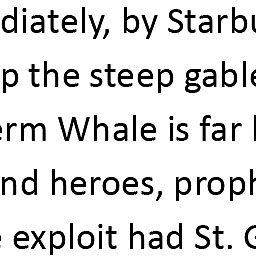 diately, by Starbu
p the steep gable
erm Whale is far
nd heroes, proph
exploit had St. G